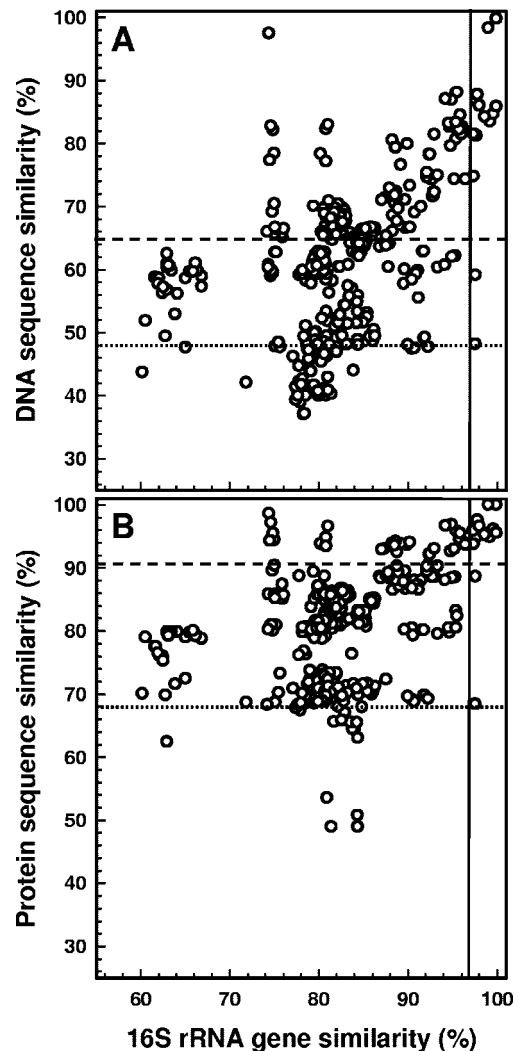 A
DNA sequence similarity (%)
100
90
80
70
60
50
40
30
B
Protein sequence similarity (%)
100
90
80
70
60
50
40
30
60 70 80 90 100
16S rRNA gene similarity (%)